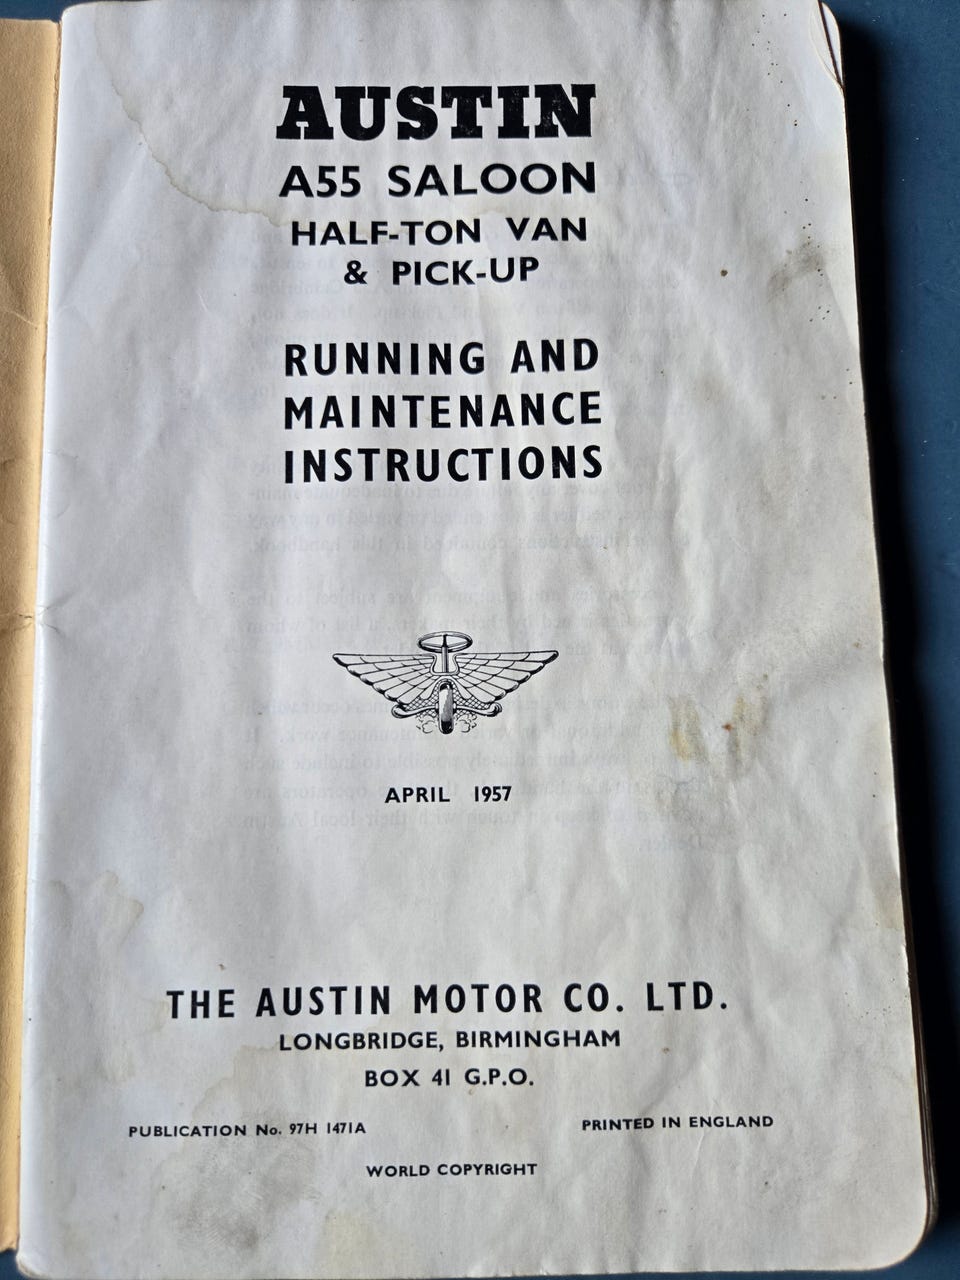 AUSTIN
A55 SALOON
HALF-TON VAN
& PICK-UP
RUNNING AND
MAINTENANCE
INSTRUCTIONS
APRIL 1957
THE AUSTIN MOTOR CO. LTD.
LONGBRIDGE, BIRMINGHAM
BOX 41 G.P.O.
PUBLICATION No. 97H 1471A
PRINTED IN ENGLAND
WORLD COPYRIGHT